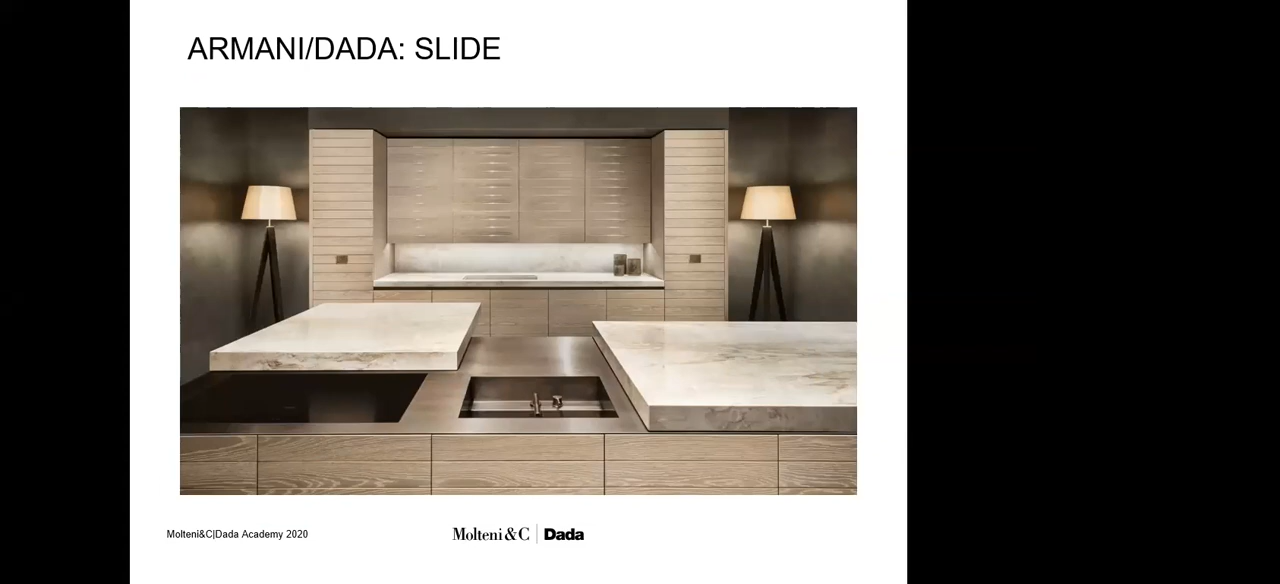 ARMANI/DADA: SLIDE
Molteni&C|Dada Academy 2020
Molteni&C | Dada